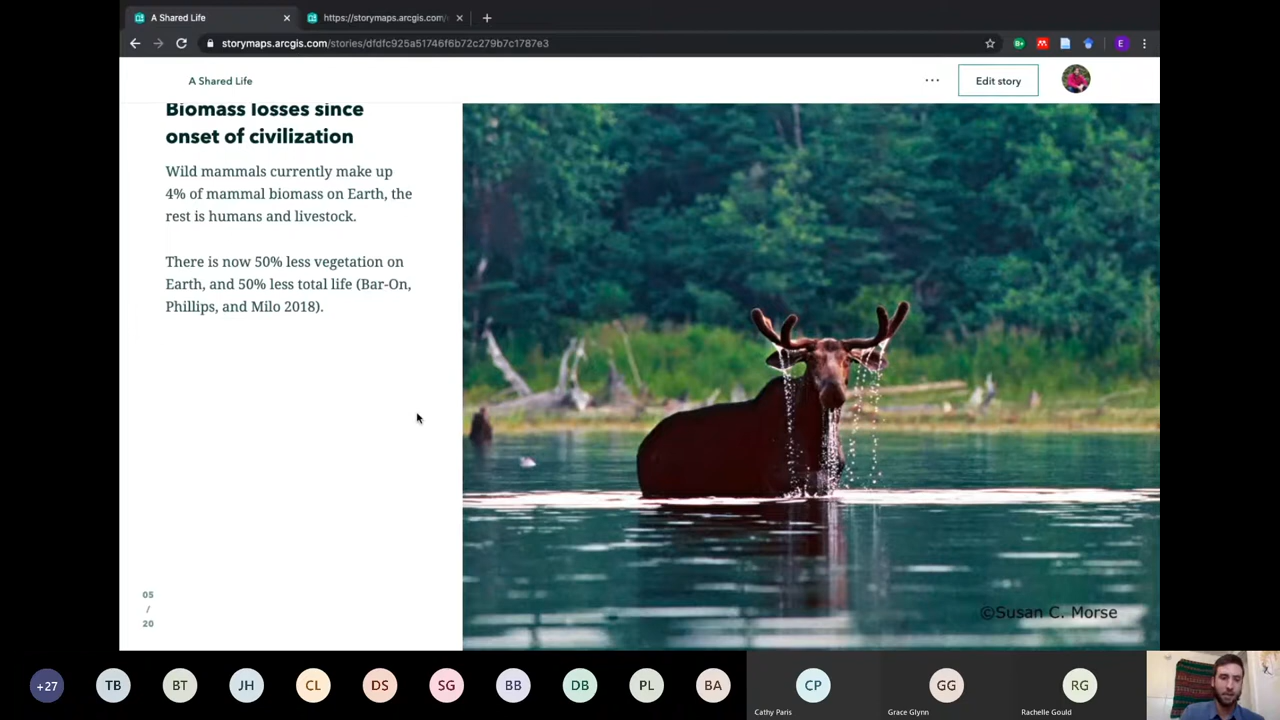 A Shared Life
https://storymaps.arcgis.com/
storymaps.arcgis.com/stories/dfdfc925a51746f6b72c279b7c1787e3
E
A Shared Life
Edit story
Biomass losses since
onset of civilization
Wild mammals currently make up
4% of mammal biomass on Earth, the
rest is humans and livestock.
There is now 50% less vegetation on
Earth, and 50% less total life (Bar-On,
Phillips, and Milo 2018).
05
/
20
©Susan C. Morse
+27 TB BT JH CL DS SG BB DB PL BA CP GG RG
Cathy Paris Grace Glynn Rachelle Gould